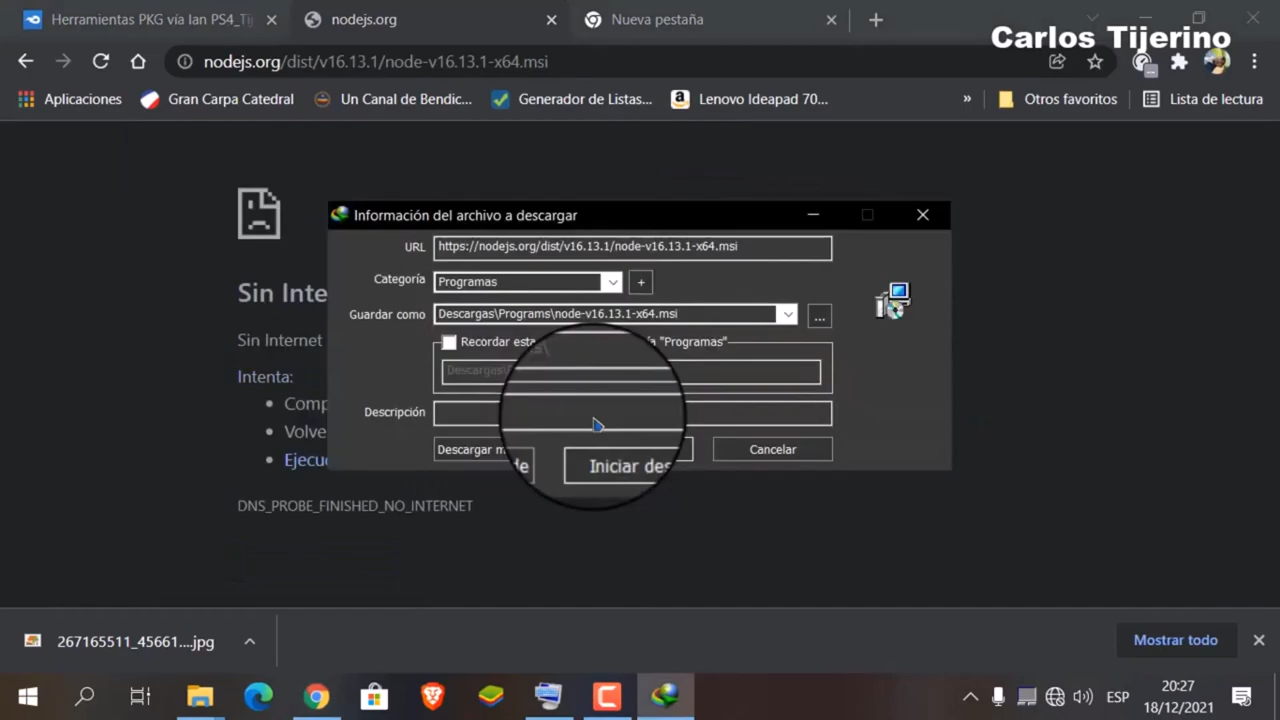 Herramientas PKG vía lan PS4_Tij
nodejs.org
Nueva pestaña
Carlos Tijerino
nodejs.org/dist/v16.13.1/node-v16.13.1-x64.msi
Aplicaciones
Gran Carpa Catedral
Un Canal de Bendic...
Generador de Listas...
Lenovo Ideapad 70...
»
Otros favoritos
Lista de lectura
Información del archivo a descargar
URL
https://nodejs.org/dist/v16.13.1/node-v16.13.1-x64.msi
Categoría
Programas
+
Guardar como
Descargas\Programs\node-v16.13.1-x64.msi
...
Recordar esta
"Programas"
Descargas\
Descripción
Descargar m
de
Iniciar des
Cancelar
Sin Inte
Sin Internet
Intenta:
Comp
Volve
Ejecu
DNS_PROBE_FINISHED_NO_INTERNET
267165511_45661....jpg
Mostrar todo
ESP
20:27
18/12/2021